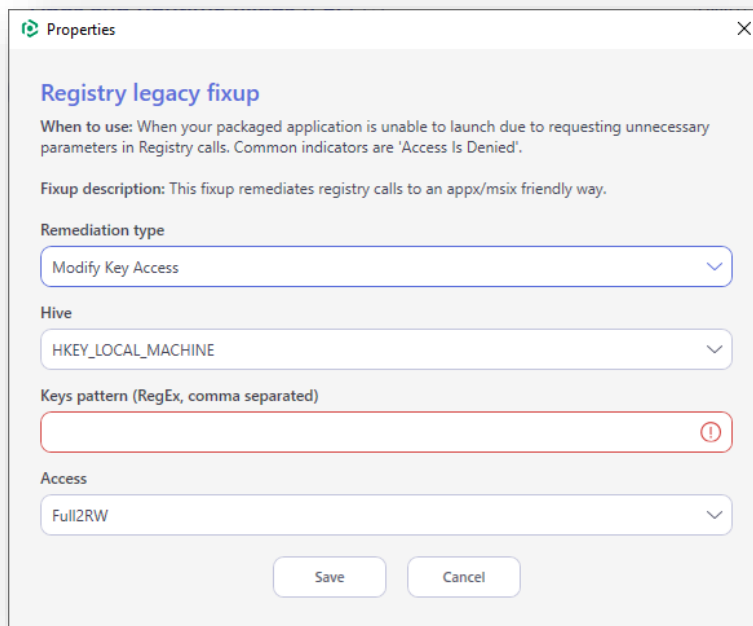 Properties
Registry legacy fixup
When to use: When your packaged application is unable to launch due to requesting unnecessary
parameters in Registry calls. Common indicators are 'Access Is Denied'.
Fixup description: This fixup remediates registry calls to an appx/msix friendly way.
Remediation type
Modify Key Access
Hive
HKEY_LOCAL_MACHINE
Keys pattern (RegEx, comma separated)
Access
Full2RW
Save Cancel